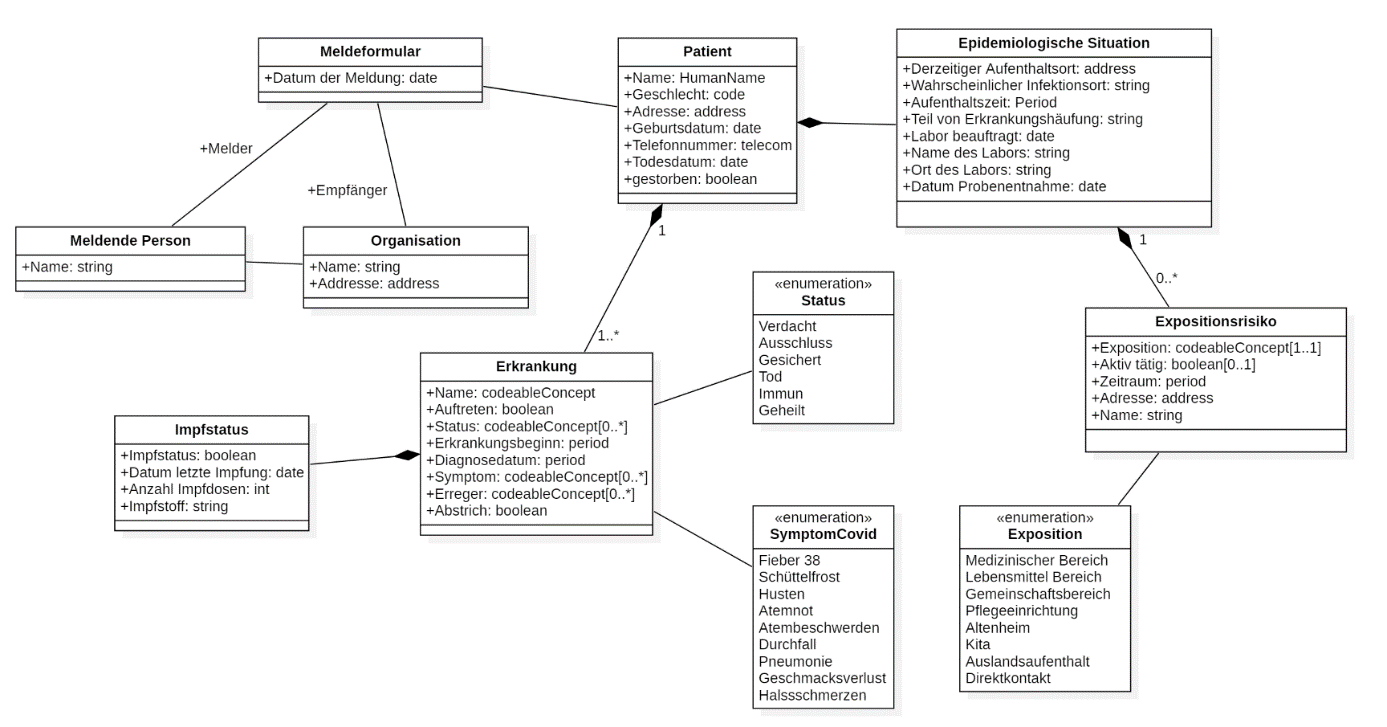 Meldeformular
+Datum der Meldung: date
Patient
+Name: HumanName
+Geschlecht: code
+Adresse: address
+Geburtsdatum: date
+Telefonnummer: telecom
+Todesdatum: date
+gestorben: boolean
Epidemiologische Situation
+Derzeitiger Aufenthaltsort: address
+Wahrscheinlicher Infektionsort: string
+Aufenthaltszeit: Period
+Teil von Erkrankungshäufung: string
+Labor beauftragt: date
+Name des Labors: string
+Ort des Labors: string
+Datum Probenentnahme: date
+Melder
+Empfänger
Meldende Person
+Name: string
Organisation
+Name: string
+Addresse: address
1
1..*
1
0..*
«enumeration»
Status
Verdacht
Ausschluss
Gesichert
Tod
Immun
Geheilt
Expositionsrisiko
+Exposition: codeableConcept[1..1]
+Aktiv tätig: boolean[0..1]
+Zeitraum: period
+Adresse: address
+Name: string
Erkrankung
+Name: codeableConcept
+Auftreten: boolean
+Status: codeableConcept[0..*]
+Erkrankungsbeginn: period
+Diagnosedatum: period
+Symptom: codeableConcept[0..*]
+Erreger: codeableConcept[0..*]
+Abstrich: boolean
Impfstatus
+Impfstatus: boolean
+Datum letzte Impfung: date
+Anzahl Impfdosen: int
+Impfstoff: string
«enumeration»
SymptomCovid
Fieber 38
Schüttelfrost
Husten
Atemnot
Atembeschwerden
Durchfall
Pneumonie
Geschmacksverlust
Halssschmerzen
«enumeration»
Exposition
Medizinischer Bereich
Lebensmittel Bereich
Gemeinschaftsbereich
Pflegeeinrichtung
Altenheim
Kita
Auslandsaufenthalt
Direktkontakt